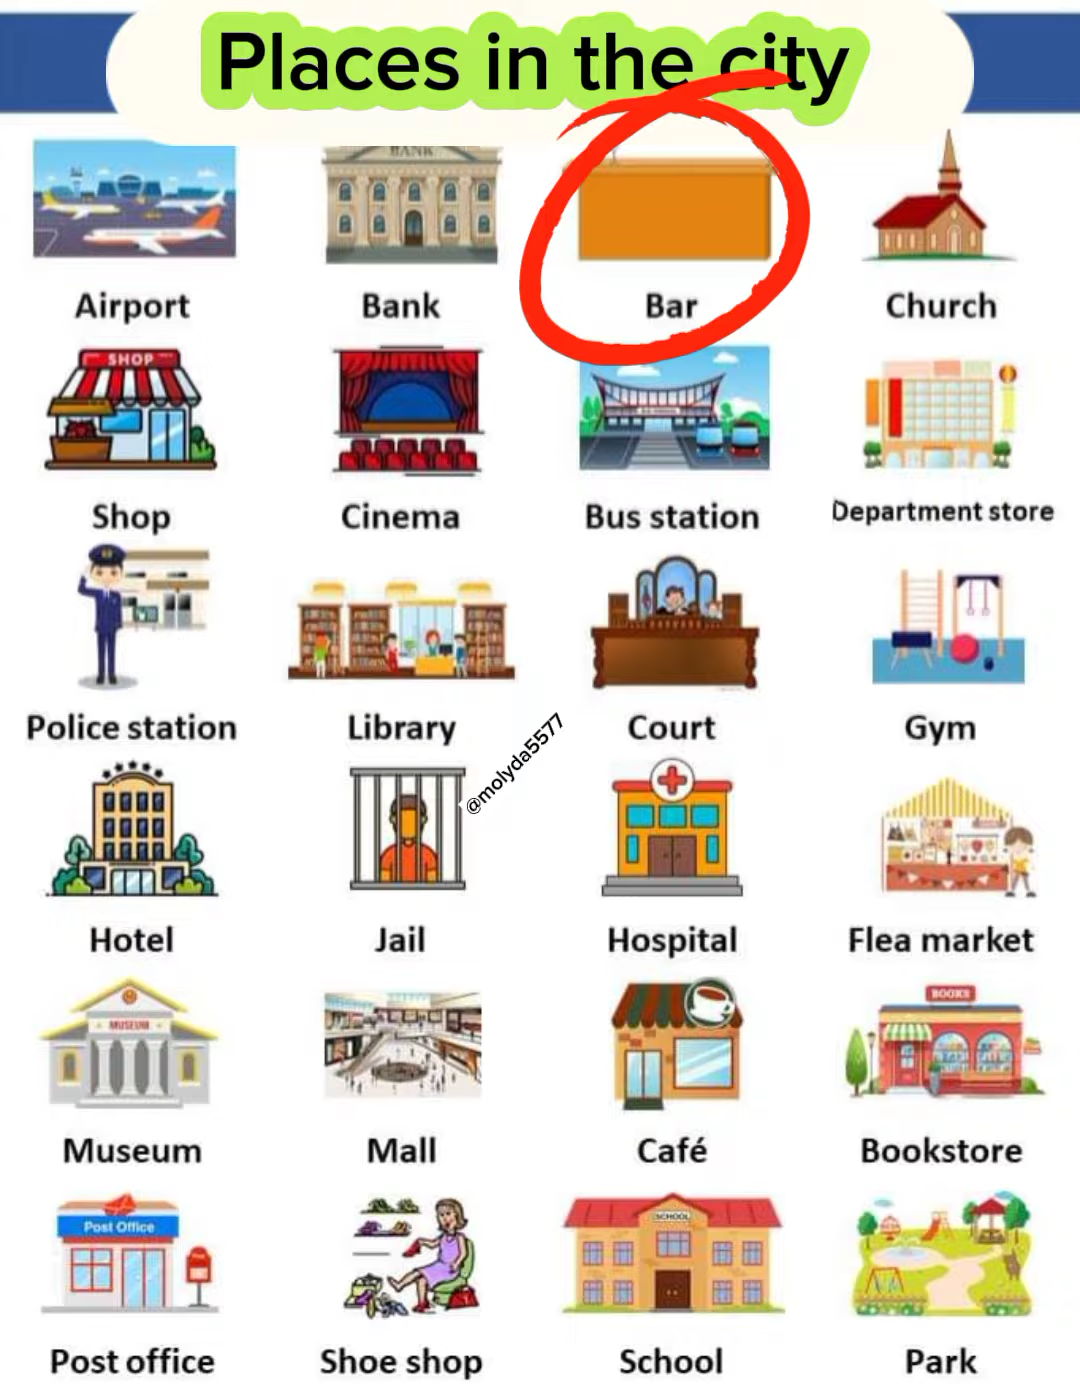 Places in the city
BANK
Airport
Bank
Bar
Church
SHOP
Shop
Cinema
Bus station
Department store
Police station
Library
Court
Gym
@molyda5577
Hotel
Jail
Hospital
Flea market
MUSEUM
BOOKS
Museum
Mall
Café
Bookstore
Post Office
SCHOOL
Post office
Shoe shop
School
Park